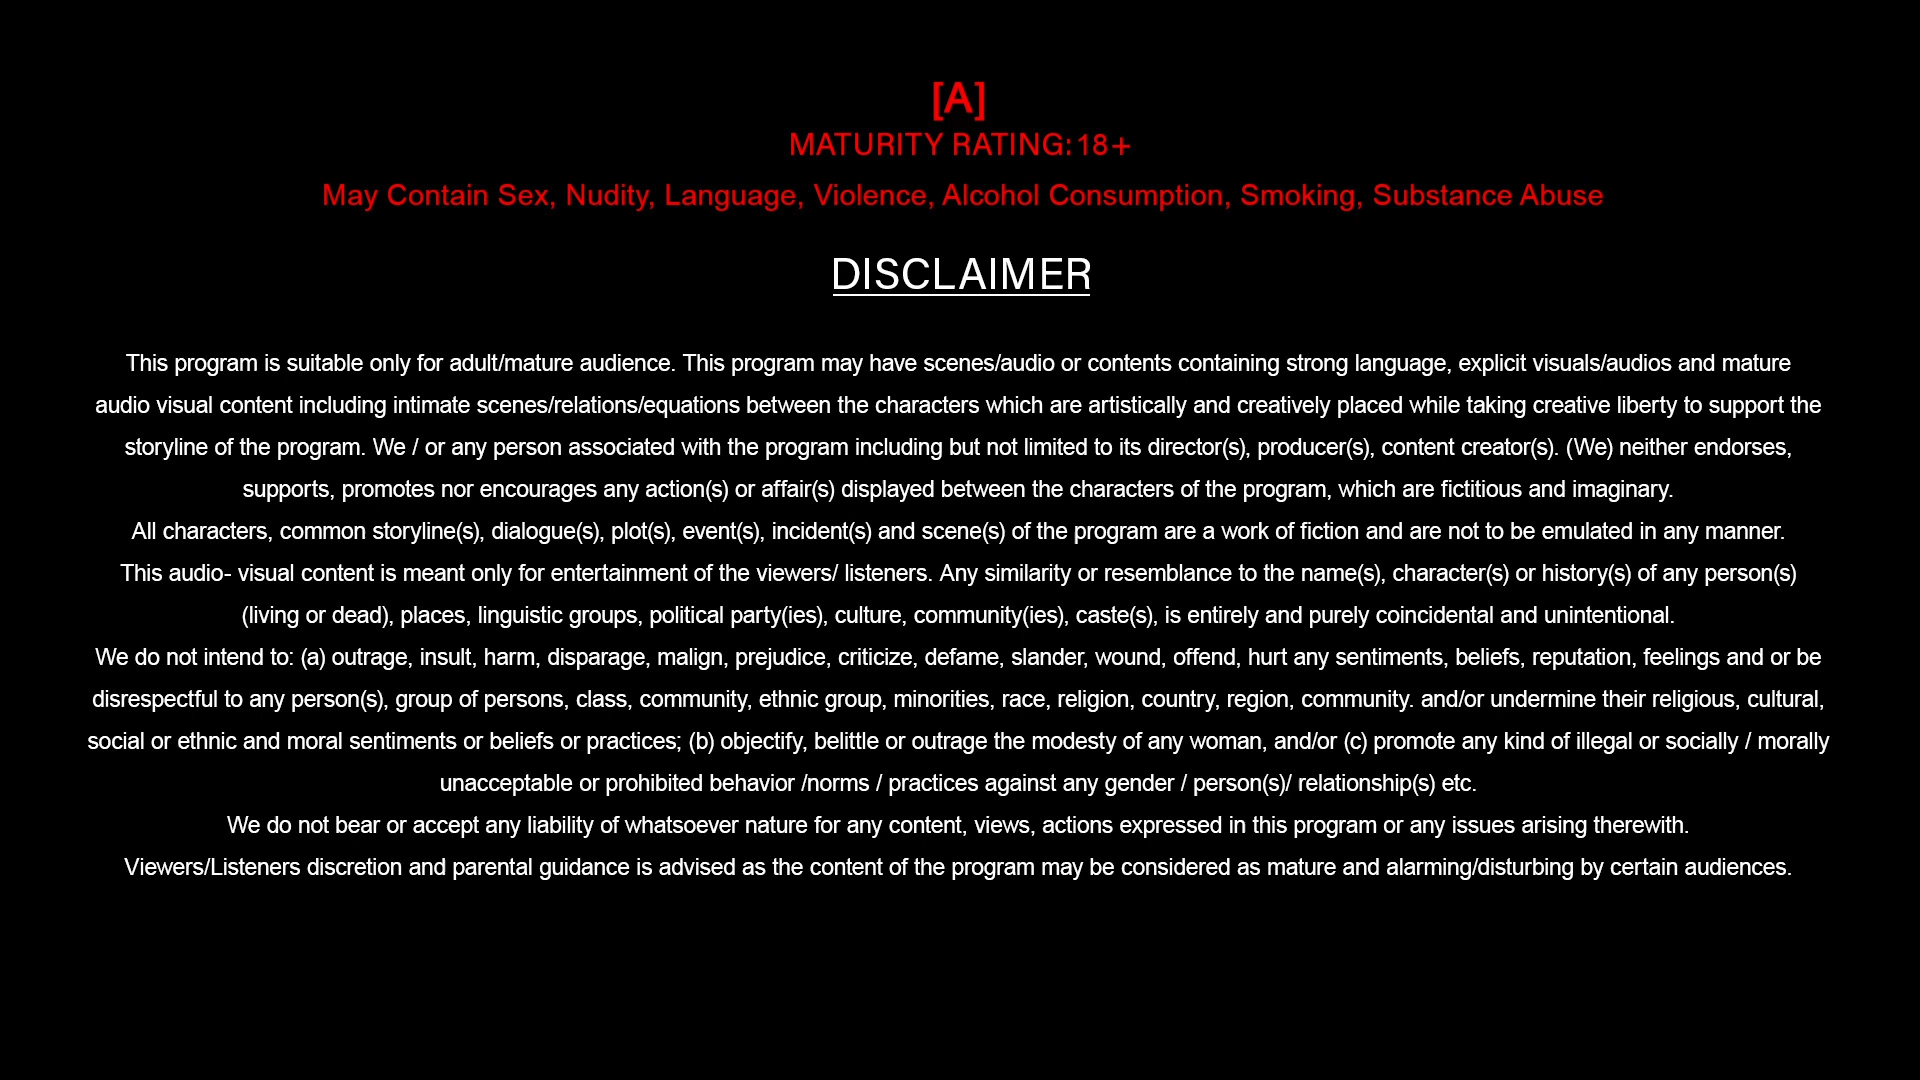 [A]
MATURITY RATING:18+
May Contain Sex, Nudity, Language, Violence, Alcohol Consumption, Smoking, Substance Abuse
DISCLAIMER
This program is suitable only for adult/mature audience. This program may have scenes/audio or contents containing strong language, explicit visuals/audios and mature
audio visual content including intimate scenes/relations/equations between the characters which are artistically and creatively placed while taking creative liberty to support the
storyline of the program. We / or any person associated with the program including but not limited to its director(s), producer(s), content creator(s). (We) neither endorses,
supports, promotes nor encourages any action(s) or affair(s) displayed between the characters of the program, which are fictitious and imaginary.
All characters, common storyline(s), dialogue(s), plot(s), event(s), incident(s) and scene(s) of the program are a work of fiction and are not to be emulated in any manner.
This audio- visual content is meant only for entertainment of the viewers/ listeners. Any similarity or resemblance to the name(s), character(s) or history(s) of any person(s)
(living or dead), places, linguistic groups, political party(ies), culture, community(ies), caste(s), is entirely and purely coincidental and unintentional.
We do not intend to: (a) outrage, insult, harm, disparage, malign, prejudice, criticize, defame, slander, wound, offend, hurt any sentiments, beliefs, reputation, feelings and or be
disrespectful to any person(s), group of persons, class, community, ethnic group, minorities, race, religion, country, region, community. and/or undermine their religious, cultural,
social or ethnic and moral sentiments or beliefs or practices; (b) objectify, belittle or outrage the modesty of any woman, and/or (c) promote any kind of illegal or socially / morally
unacceptable or prohibited behavior /norms / practices against any gender / person(s)/ relationship(s) etc.
We do not bear or accept any liability of whatsoever nature for any content, views, actions expressed in this program or any issues arising therewith.
Viewers/Listeners discretion and parental guidance is advised as the content of the program may be considered as mature and alarming/disturbing by certain audiences.